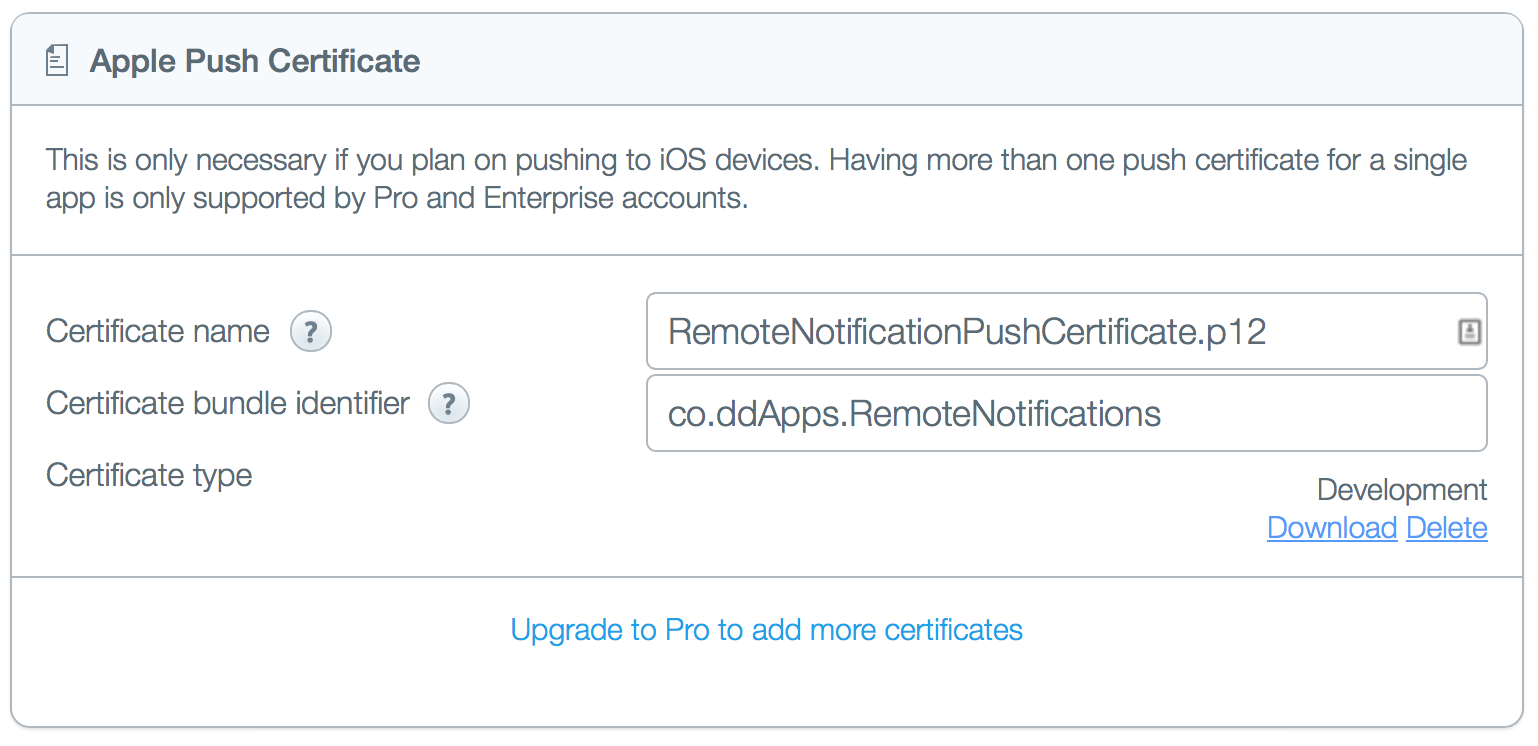 Apple Push Certificate
This is only necessary if you plan on pushing to iOS devices. Having more than one push certificate for a single
app is only supported by Pro and Enterprise accounts.
Certificate name ? RemoteNotificationPushCertificate.p12
Certificate bundle identifier ? co.ddApps.RemoteNotifications
Certificate type
Development
Download Delete
Upgrade to Pro to add more certificates